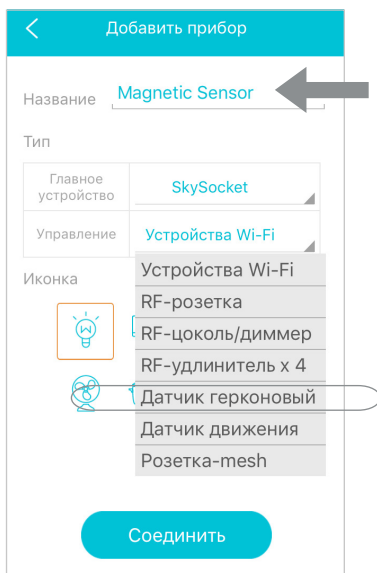 Добавить прибор
Название Magnetic Sensor
Тип
Главное
устройство
SkySocket
Управление Устройства Wi-Fi
Иконка
Устройства Wi-Fi
RF-розетка
RF-цоколь/диммер
RF-удлинитель х 4
Датчик герконовый
Датчик движения
Розетка-mesh
Соединить